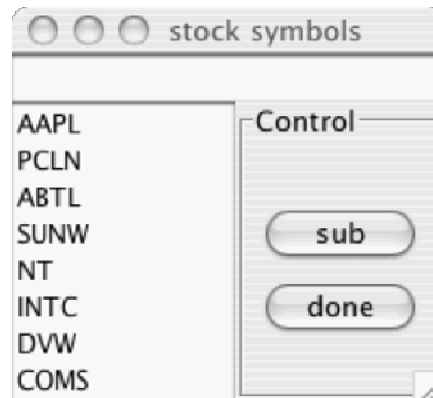 stock symbols
AAPL
PCLN
ABTL
SUNW
NT
INTC
DVW
COMS
Control
sub
done